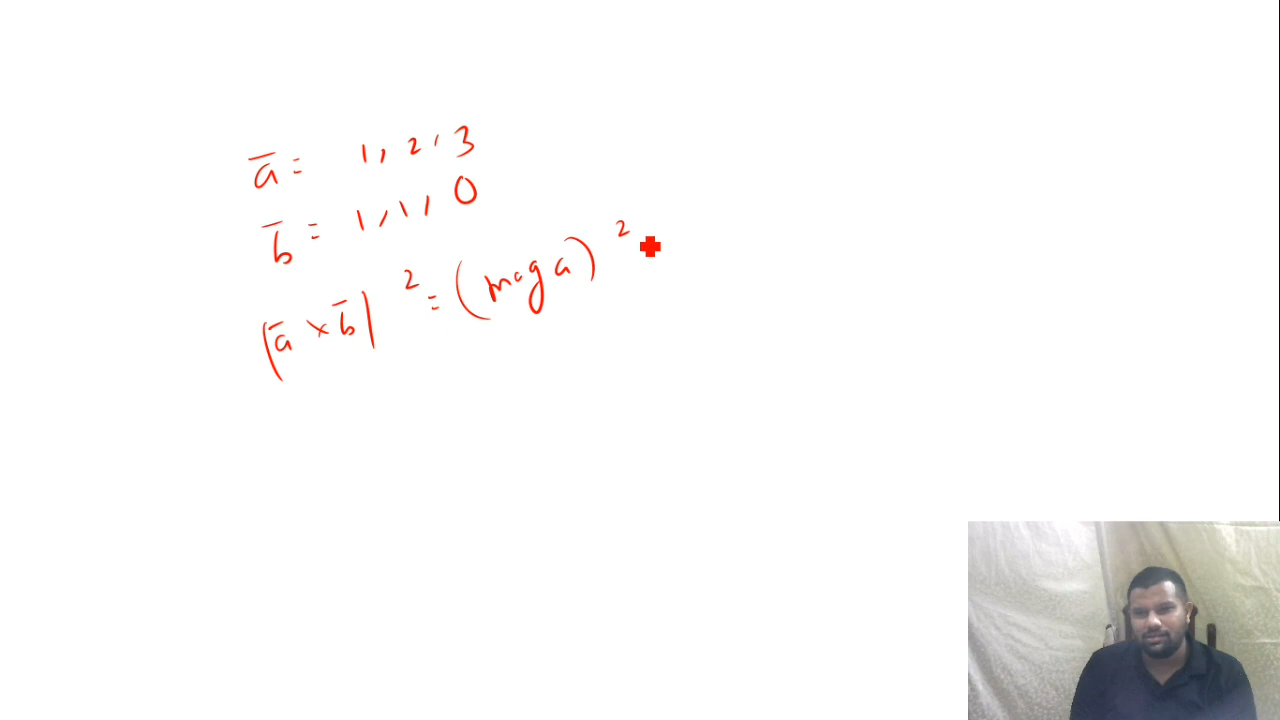 a̅ = 1, 2, 3
b̅ = 1, 1, 0
|a̅ × b̅|² = (mag a)²